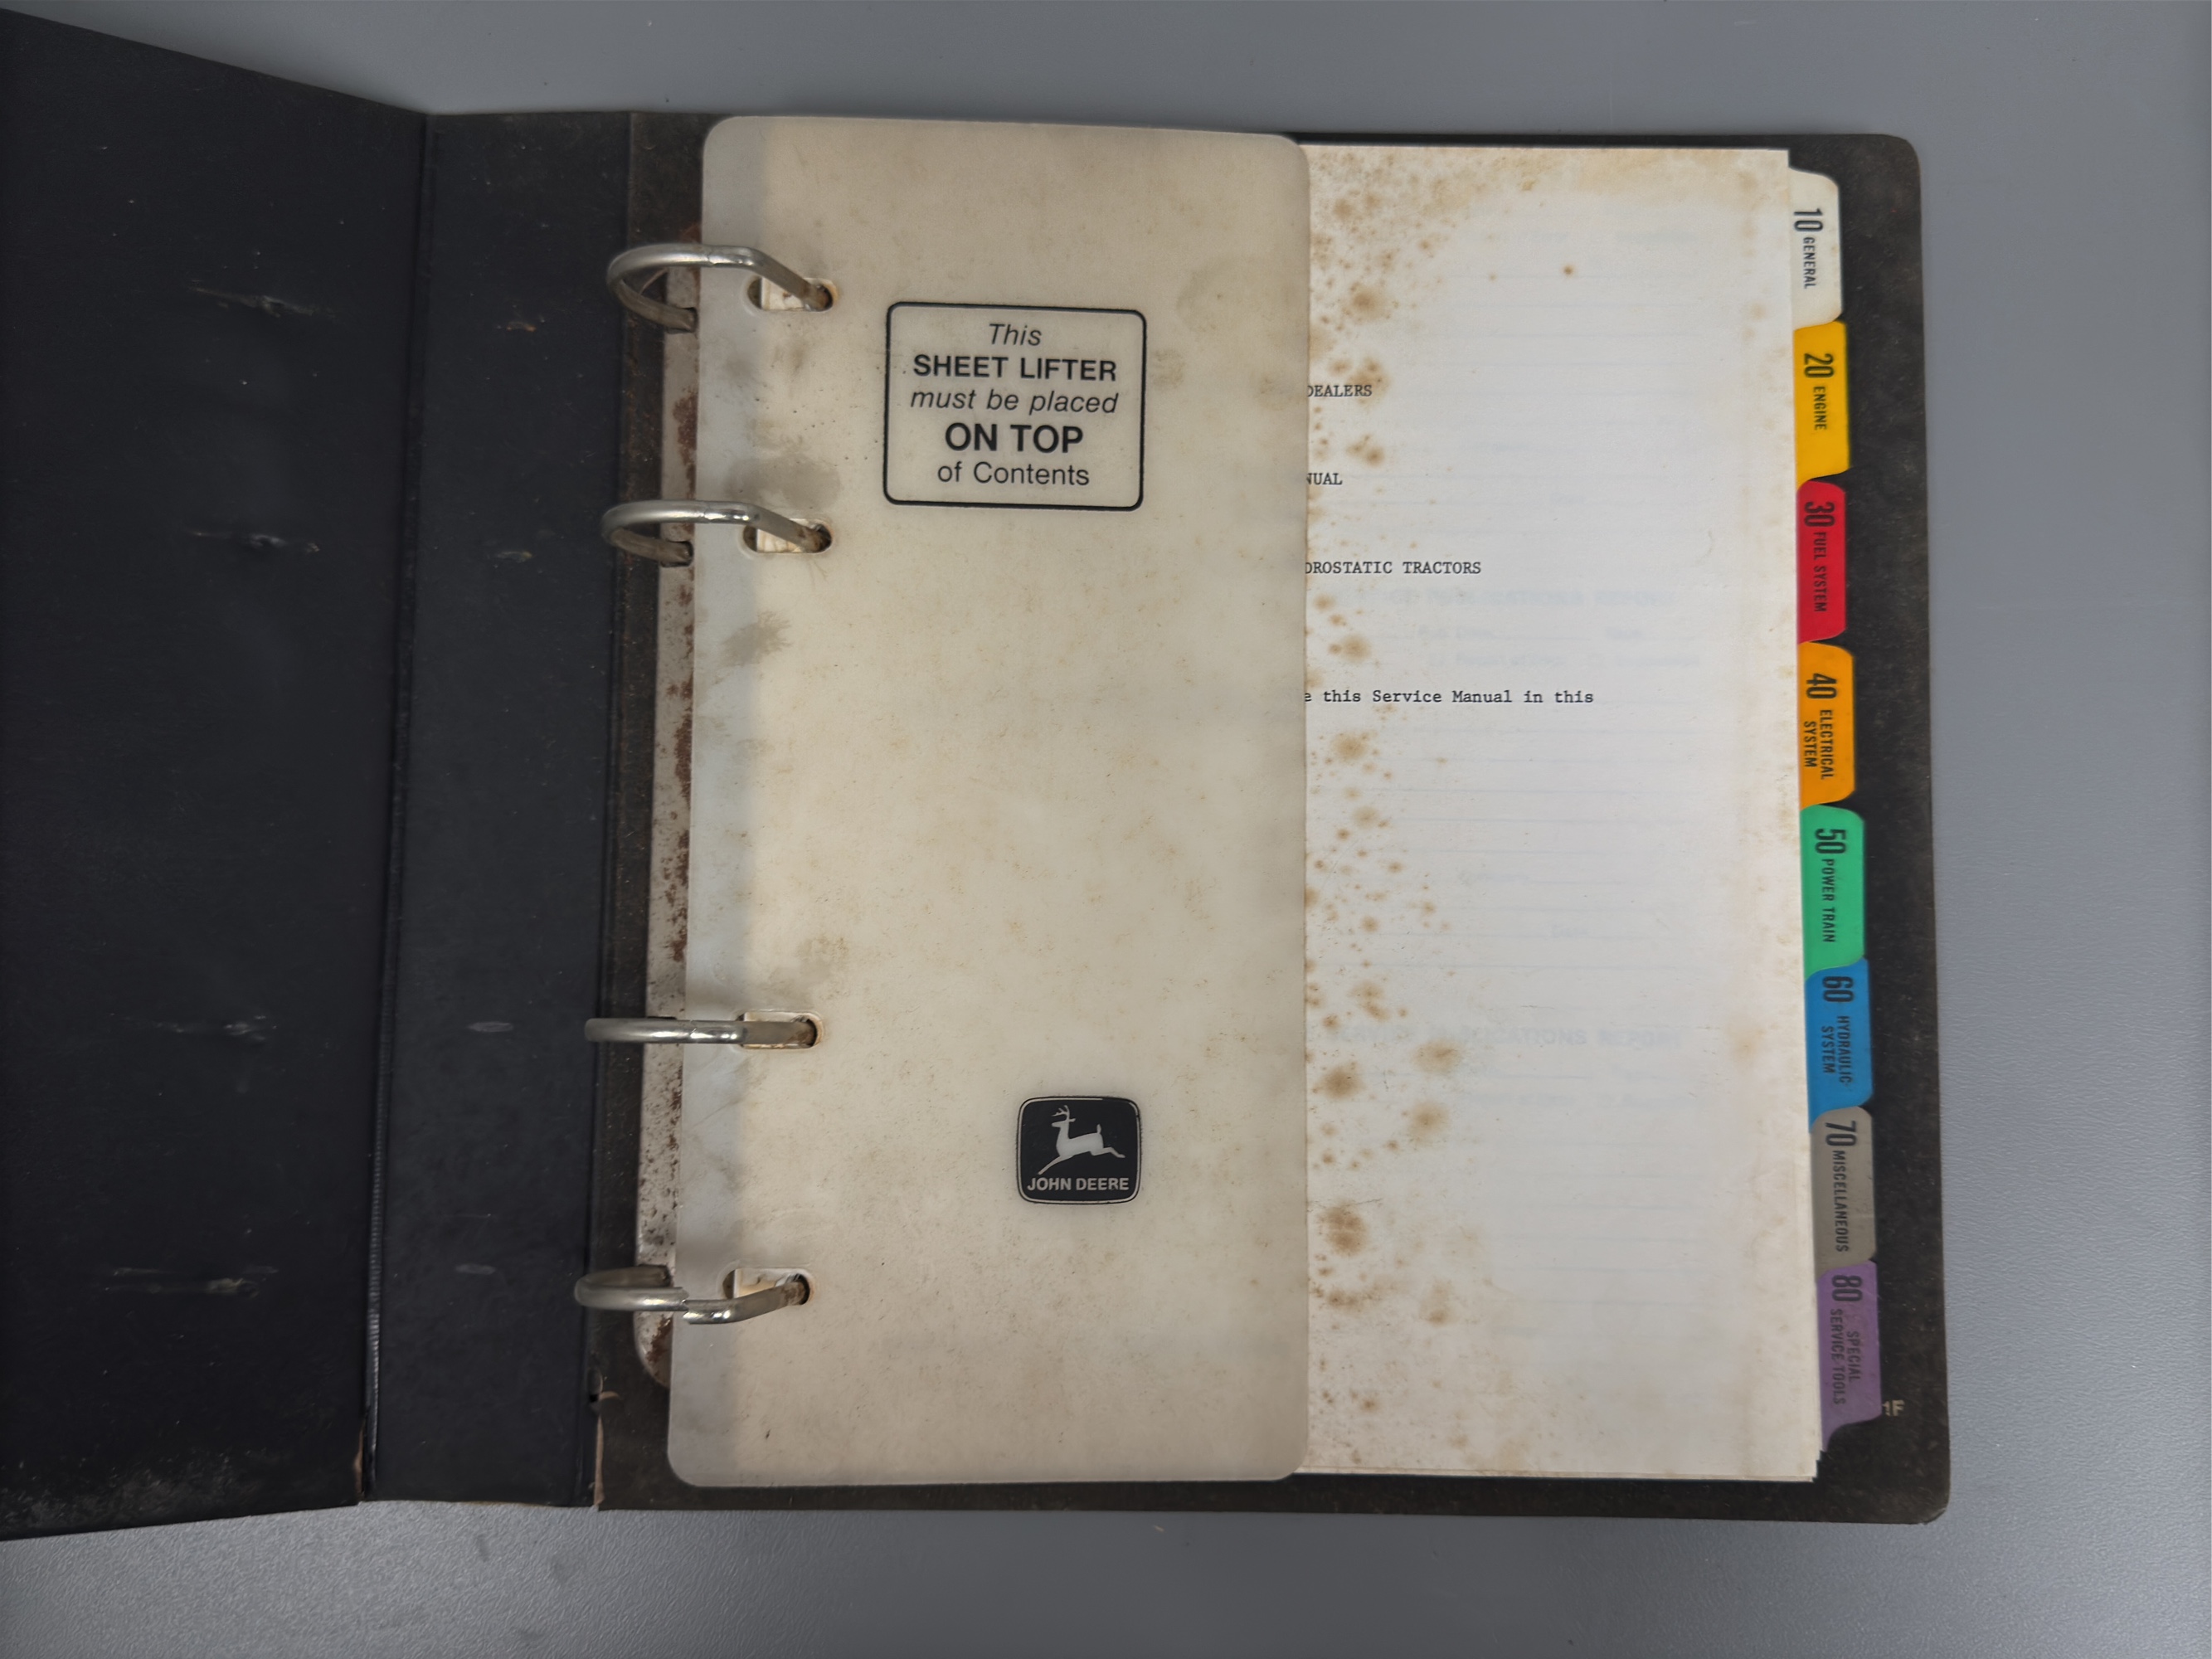 This
SHEET LIFTER
must be placed
ON TOP
of Contents
JOHN DEERE
DEALERS
NUAL
DROSTATIC TRACTORS
e this Service Manual in this
10 GENERAL
20 ENGINE
30 FUEL SYSTEM
40 ELECTRICAL
SYSTEM
50 POWER TRAIN
60 HYDRAULIC
SYSTEM
70 MISCELLANEOUS
80 SPECIAL
SERVICE TOOLS